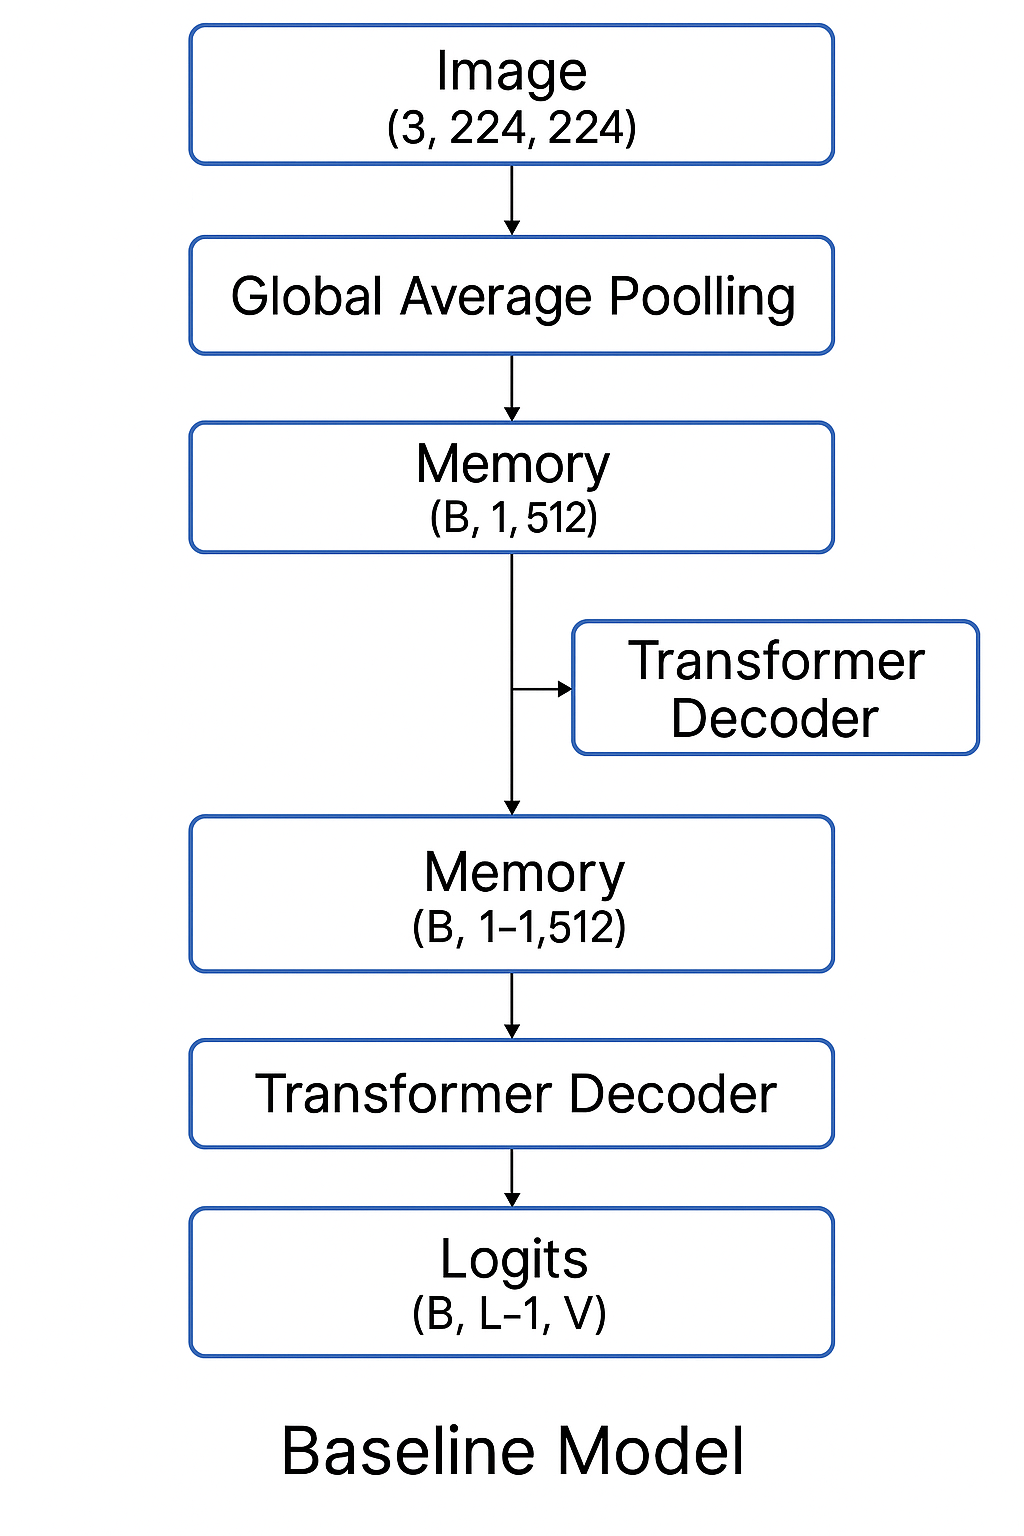 Image
(3, 224, 224)
Global Average Poolling
Memory
(B, 1, 512)
Transformer
Decoder
Memory
(B, 1–1,512)
Transformer Decoder
Logits
(B, L–1, V)
Baseline Model